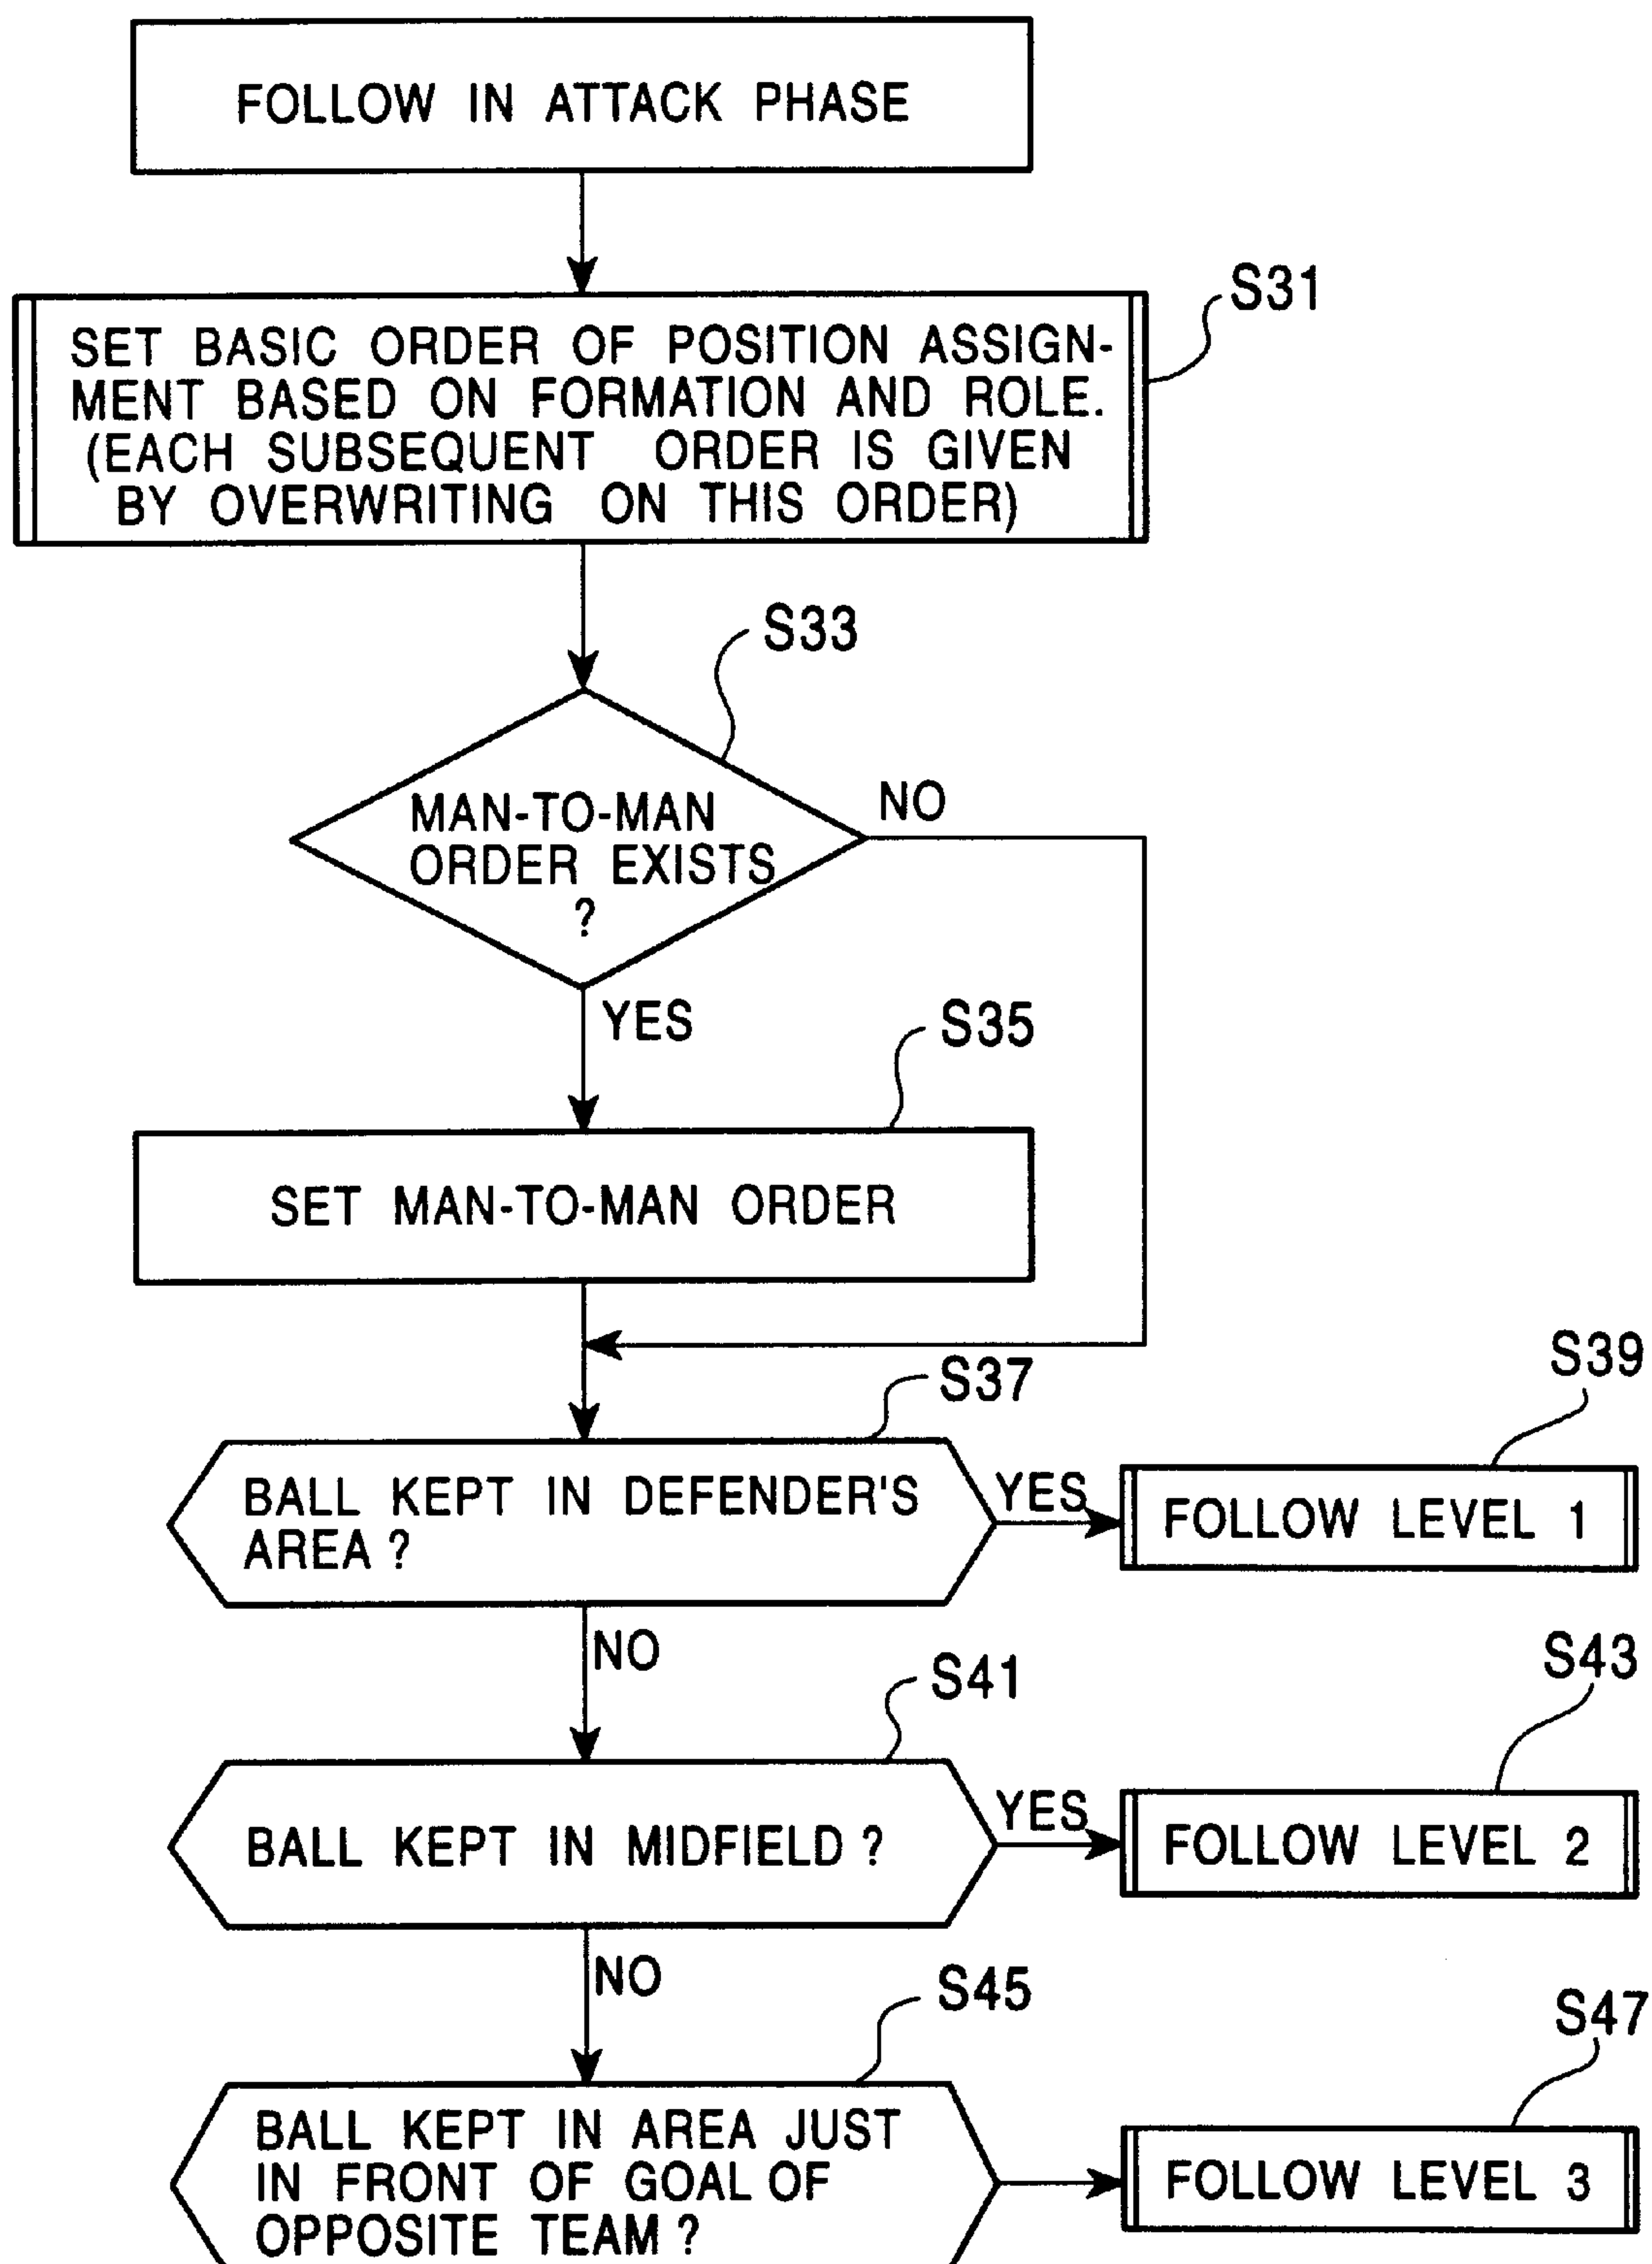 FOLLOW IN ATTACK PHASE
S31
SET BASIC ORDER OF POSITION ASSIGN-
MENT BASED ON FORMATION AND ROLE.
(EACH SUBSEQUENT ORDER IS GIVEN
BY OVERWRITING ON THIS ORDER)
S33
MAN-TO-MAN
ORDER EXISTS
?
NO
YES
S35
SET MAN-TO-MAN ORDER
S37
S39
BALL KEPT IN DEFENDER'S
AREA ?
YES
FOLLOW LEVEL 1
NO
S41
S43
BALL KEPT IN MIDFIELD ?
YES
FOLLOW LEVEL 2
NO
S45
S47
BALL KEPT IN AREA JUST
IN FRONT OF GOAL OF
OPPOSITE TEAM ?
FOLLOW LEVEL 3